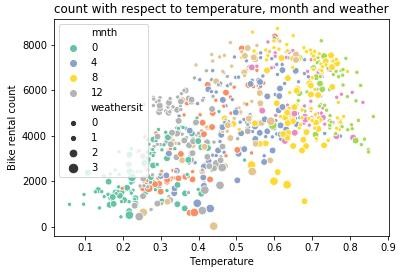 count with respect to temperature, month and weather
mnth
0
4
8
12
weathersit
0
1
2
3
8000
6000
4000
2000
0
Bike rental count
0.1 0.2 0.3 0.4 0.5 0.6 0.7 0.8 0.9
Temperature